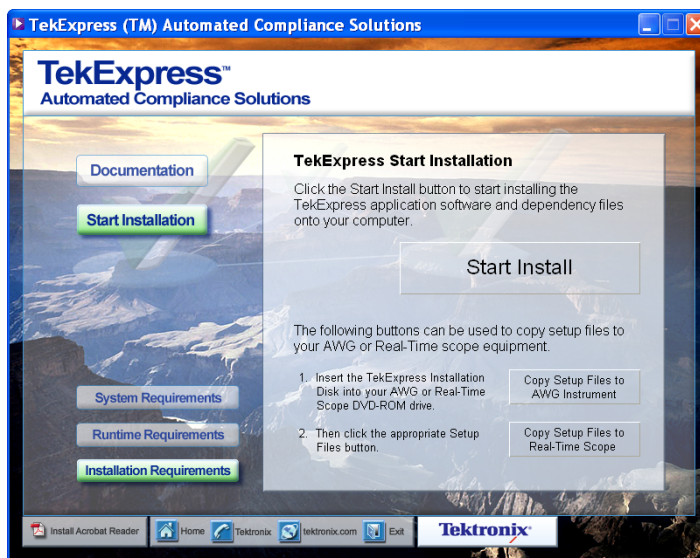 TekExpress (TM) Automated Compliance Solutions
TekExpress™
Automated Compliance Solutions
Documentation
Start Installation
System Requirements
Runtime Requirements
Installation Requirements
TekExpress Start Installation
Click the Start Install button to start installing the
TekExpress application software and dependency files
onto your computer.
Start Install
The following buttons can be used to copy setup files to
your AWG or Real-Time scope equipment.
1. Insert the TekExpress Installation
Disk into your AWG or Real-Time
Scope DVD-ROM drive.
Copy Setup Files to
AWG Instrument
2. Then click the appropriate Setup
Files button.
Copy Setup Files to
Real-Time Scope
Install Acrobat Reader
Home
Tektronix
tektronix.com
Exit
Tektronix